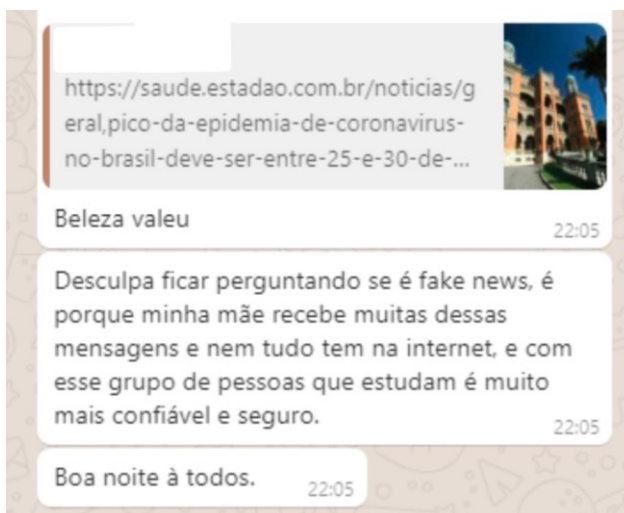 https://saude.estadao.com.br/noticias/g
eral,pico-da-epidemia-de-coronavirus-
no-brasil-deve-ser-entre-25-e-30-de-...
Beleza valeu
22:05
Desculpa ficar perguntando se é fake news, é
porque minha mãe recebe muitas dessas
mensagens e nem tudo tem na internet, e com
esse grupo de pessoas que estudam é muito
mais confiável e seguro.
22:05
Boa noite à todos.
22:05